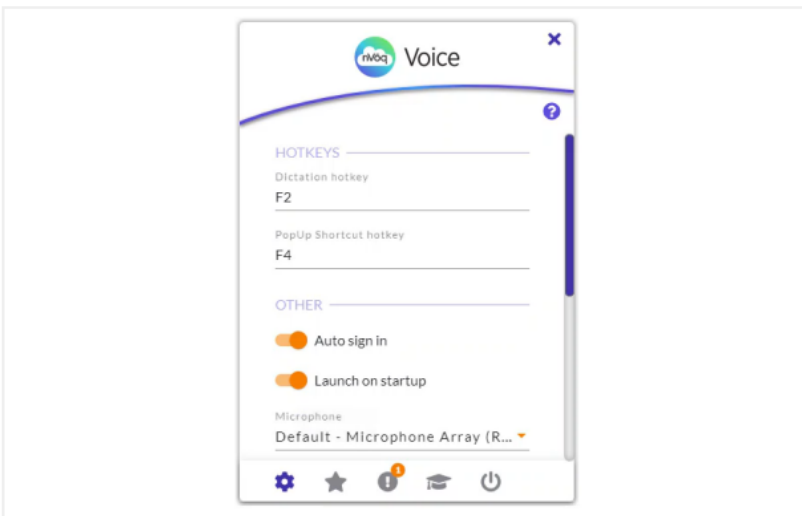 nVoq Voice
HOTKEYS
Dictation hotkey
F2
PopUp Shortcut hotkey
F4
OTHER
Auto sign in
Launch on startup
Microphone
Default - Microphone Array (R...
1